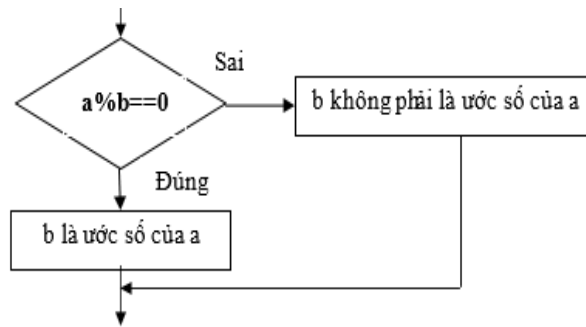 Sai
a%b==0
b không phải là ước số của a
Đúng
b là ước số của a